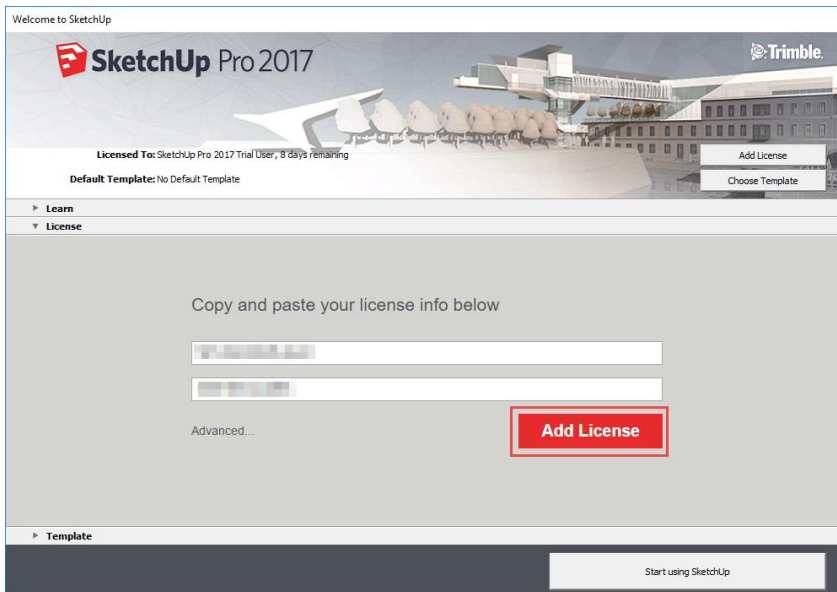 Welcome to SketchUp
SketchUp Pro 2017
Trimble.
UNIVERSITE INTERNATIONAL
Licensed To: SketchUp Pro 2017 Trial User, 8 days remaining
Add License
Default Template: No Default Template
Choose Template
Learn
License
Copy and paste your license info below
Advanced...
Add License
Template
Start using SketchUp